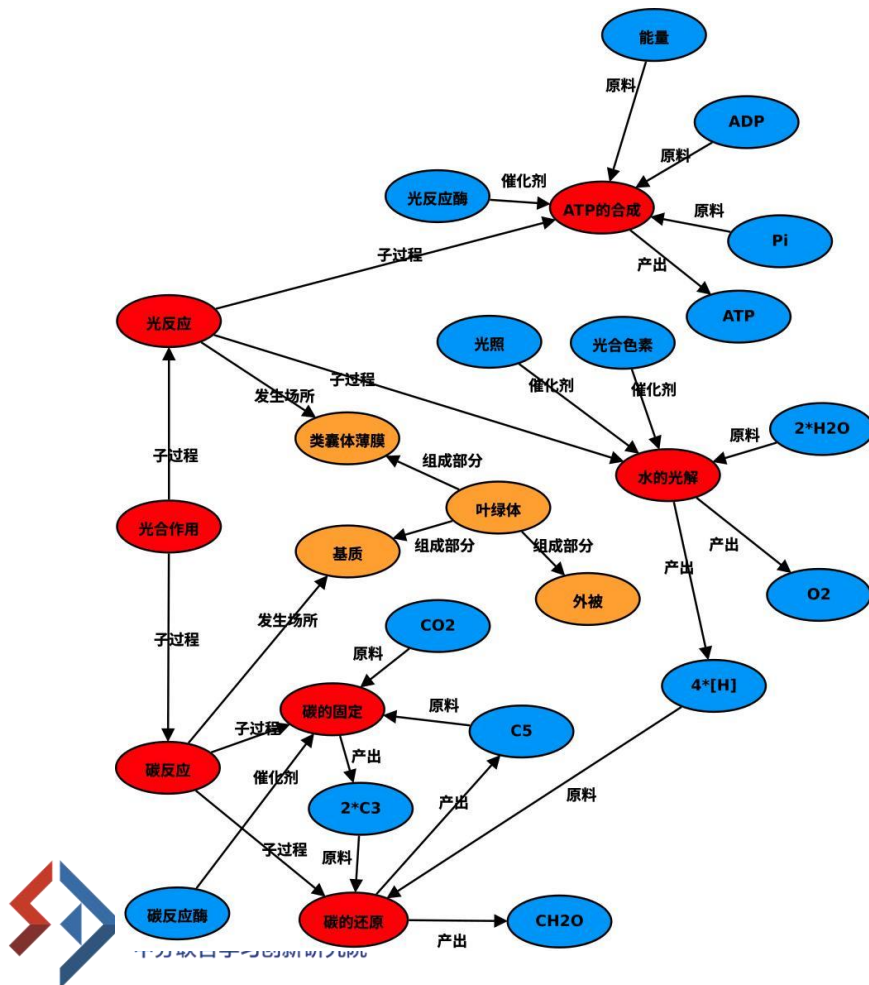 能量
原料
ADP
原料
催化剂
光反应酶
ATP的合成
原料
Pi
子过程
产出
ATP
光反应
光照
光合色素
子过程
催化剂
催化剂
发生场所
2*H2O
原料
类囊体薄膜
组成部分
水的光解
子过程
叶绿体
光合作用
组成部分
组成部分
产出
产出
基质
外被
O2
发生场所
CO2
子过程
原料
4*[H]
碳的固定
原料
C5
子过程
产出
碳反应
催化剂
产出
原料
2*C3
子过程
原料
碳反应酶
碳的还原
产出
CH2O